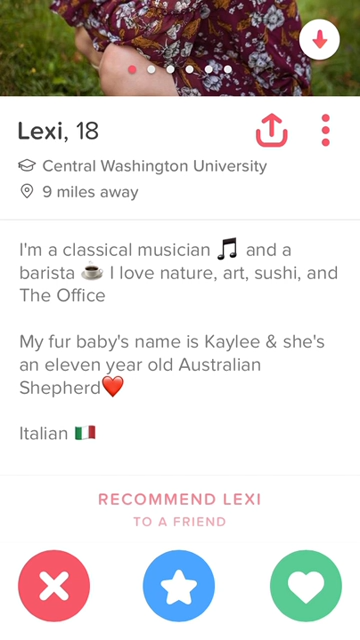 Lexi, 18
Central Washington University
9 miles away
I'm a classical musician 🎵 and a
barista ☕ I love nature, art, sushi, and
The Office
My fur baby's name is Kaylee & she's
an eleven year old Australian
Shepherd❤️
Italian 🇮🇹
RECOMMEND LEXI
TO A FRIEND